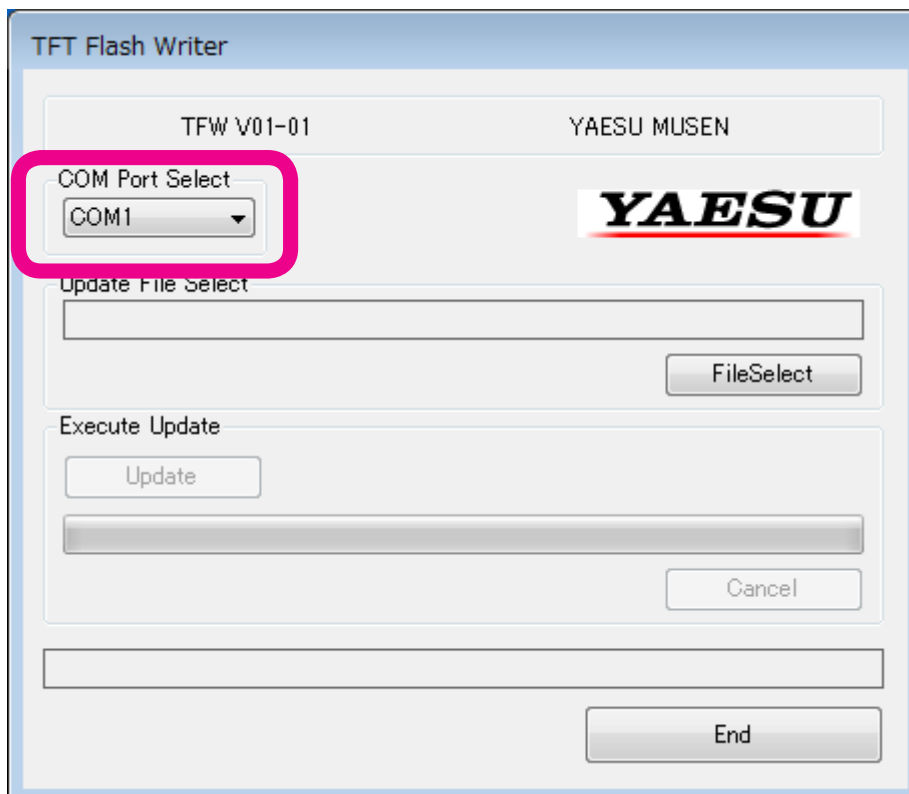 TFT Flash Writer
TFW V01-01 YAESU MUSEN
COM Port Select
COM1
YAESU
Update File Select
FileSelect
Execute Update
Update
Cancel
End